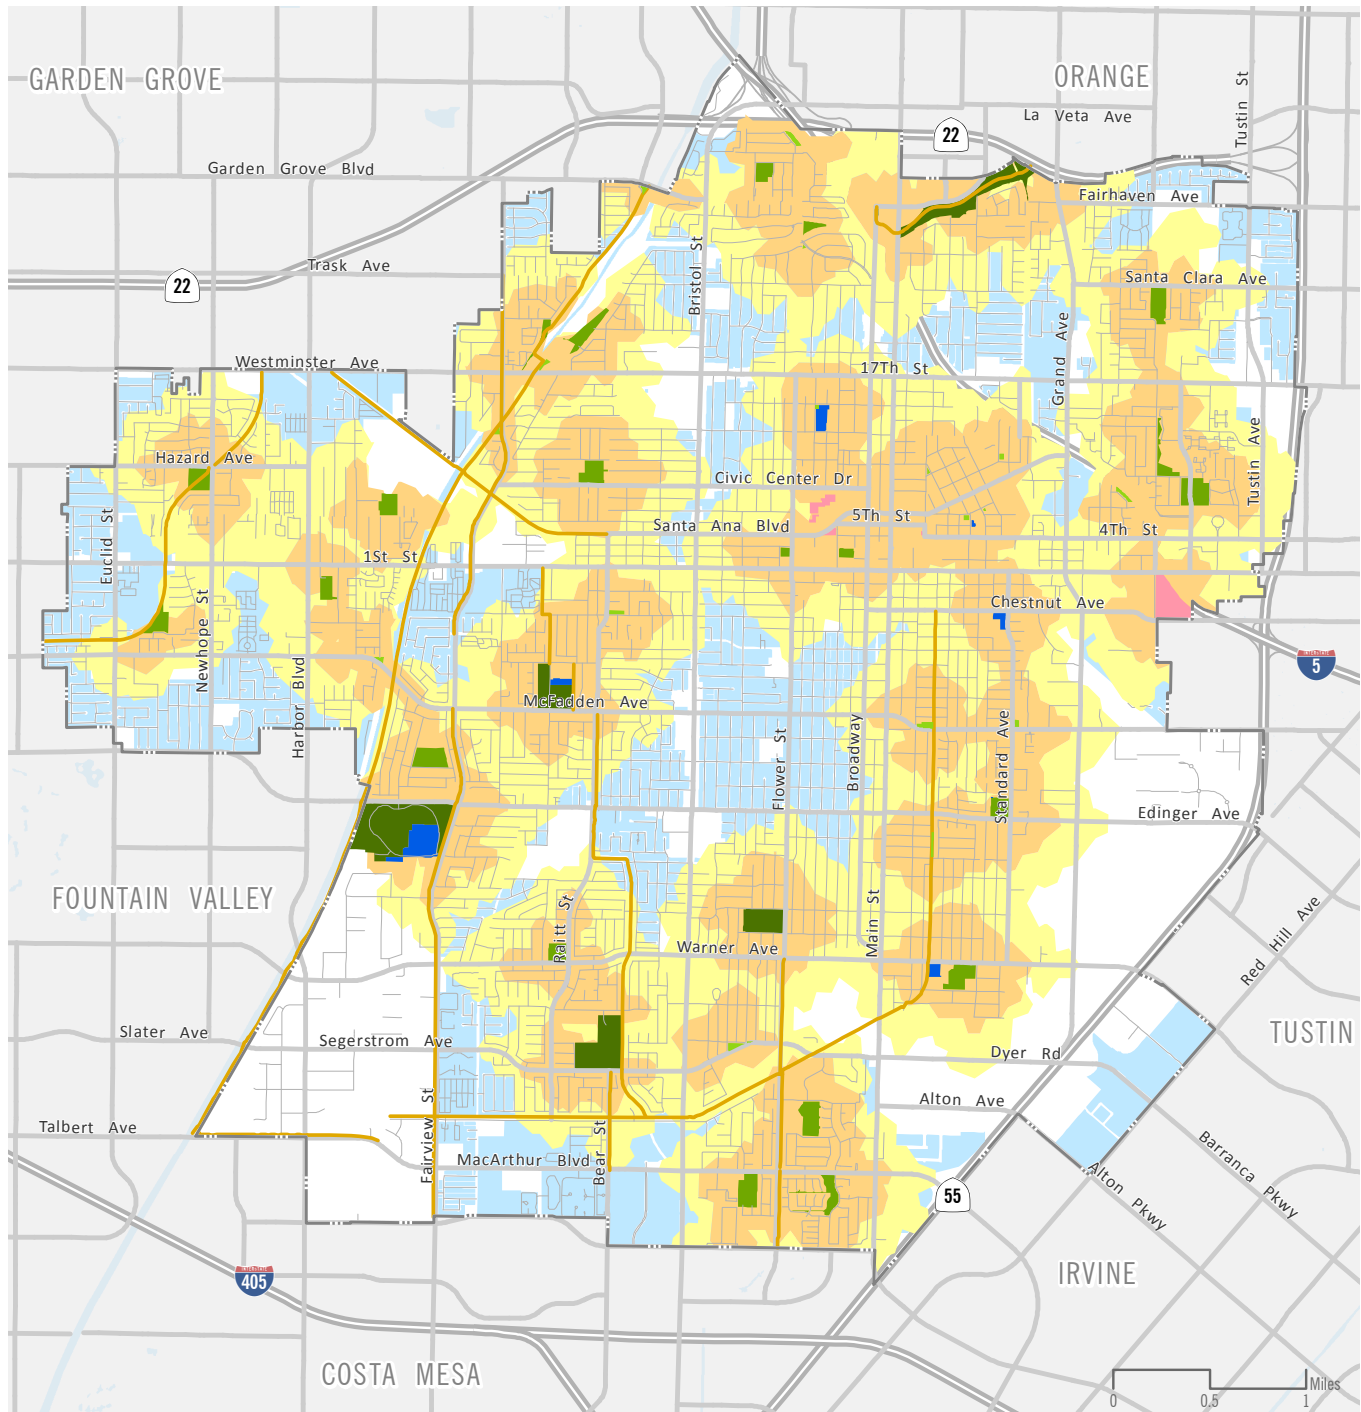 GARDEN GROVE
ORANGE
Tustin St
La Veta Ave
22
Garden Grove Blvd
Fairhaven Ave
Bristol St
Trask Ave
22
Santa Clara Ave
Grand Ave
Westminster Ave
17Th St
Tustin Ave
Hazard Ave
Civic Center Dr
Euclid St
Santa Ana Blvd
5Th St
4Th St
1St St
Newhope St
Chestnut Ave
Harbor Blvd
5
McFadden Ave
Flower St
Broadway
Standard Ave
Edinger Ave
FOUNTAIN VALLEY
Raitt St
Main St
Red Hill Ave
Warner Ave
Slater Ave
Segerstrom Ave
TUSTIN
Dyer Rd
Fairview St
Alton Ave
Talbert Ave
Bear St
MacArthur Blvd
Barranca Pkwy
Alton Pkwy
55
405
IRVINE
COSTA MESA
Miles
0 0.5 1